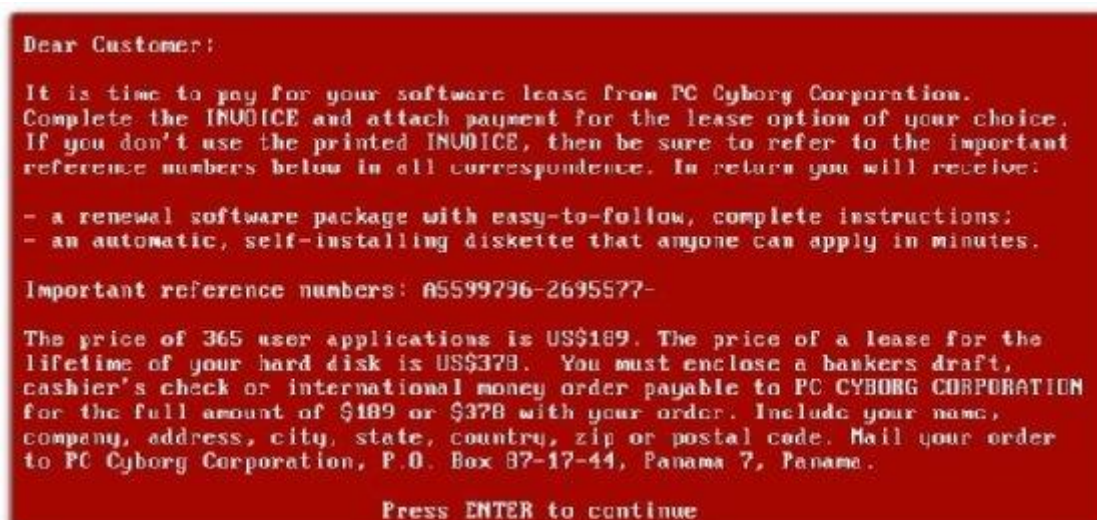 Dear Customer:
It is time to pay for your software lease from PC Cyborg Corporation.
Complete the INVOICE and attach payment for the lease option of your choice.
If you don't use the printed INVOICE, then be sure to refer to the important
reference numbers below in all correspondence. In return you will receive:
- a renewal software package with easy-to-follow, complete instructions;
- an automatic, self-installing diskette that anyone can apply in minutes.
Important reference numbers: A5599796-2695577-
The price of 365 user applications is US$189. The price of a lease for the
lifetime of your hard disk is US$378. You must enclose a bankers draft,
cashier's check or international money order payable to PC CYBORG CORPORATION
for the full amount of $189 or $378 with your order. Include your name,
company, address, city, state, country, zip or postal code. Mail your order
to PC Cyborg Corporation, P.O. Box 87-17-44, Panama 7, Panama.
Press ENTER to continue